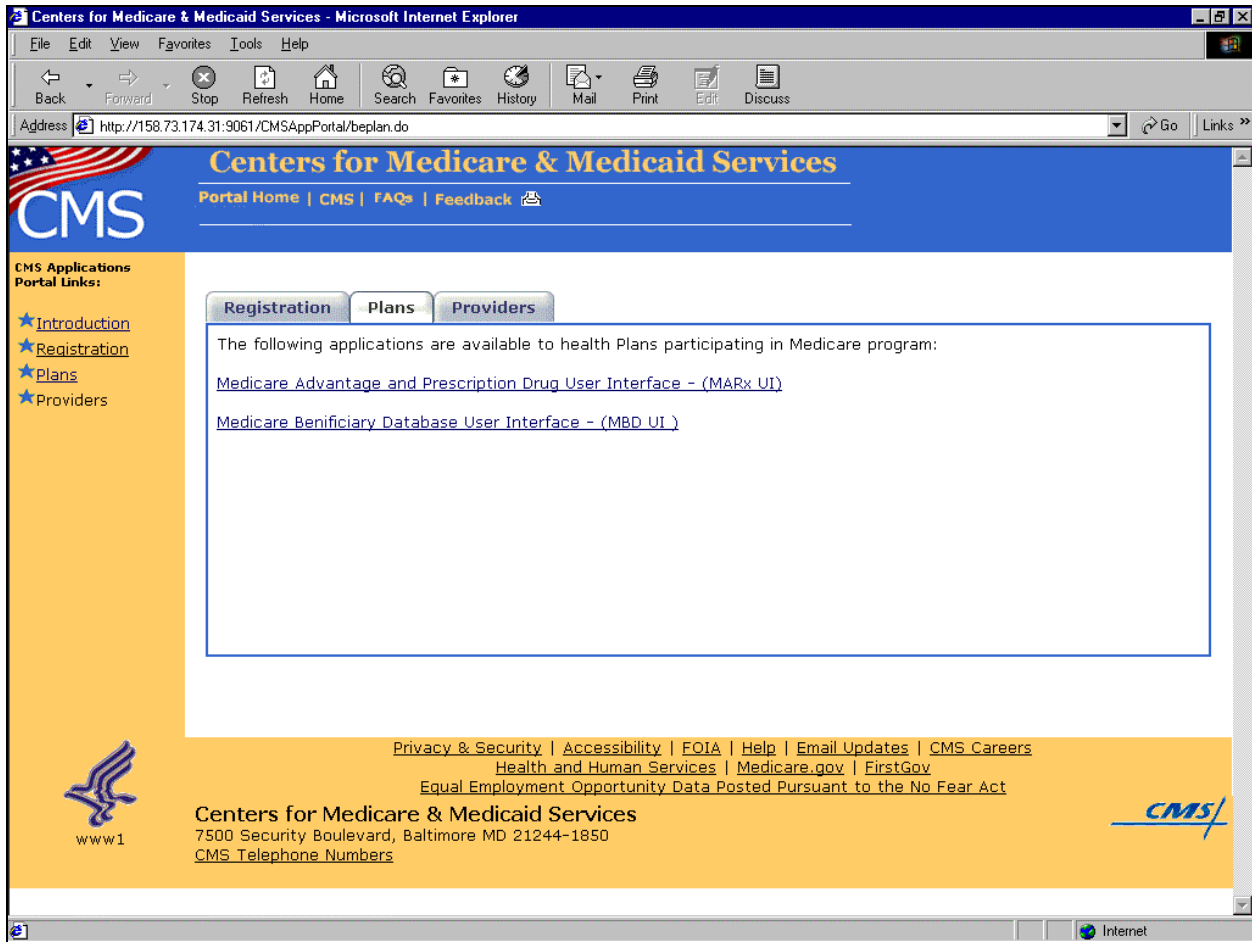 Centers for Medicare & Medicaid Services - Microsoft Internet Explorer
File Edit View Favorites Tools Help
Back Forward Stop Refresh Home Search Favorites History Mail Print Edit Discuss
Address http://158.73.174.31:9061/CMSAppPortal/beplan.do Go Links »
CMS
Centers for Medicare & Medicaid Services
Portal Home | CMS | FAQs | Feedback
CMS Applications
Portal Links:
Introduction
Registration
Plans
Providers
Registration Plans Providers
The following applications are available to health Plans participating in Medicare program:
Medicare Advantage and Prescription Drug User Interface - (MARx UI)
Medicare Benificiary Database User Interface - (MBD UI )
www1
Privacy & Security | Accessibility | FOIA | Help | Email Updates | CMS Careers
Health and Human Services | Medicare.gov | FirstGov
Equal Employment Opportunity Data Posted Pursuant to the No Fear Act
Centers for Medicare & Medicaid Services
7500 Security Boulevard, Baltimore MD 21244-1850
CMS Telephone Numbers
CMS
Internet